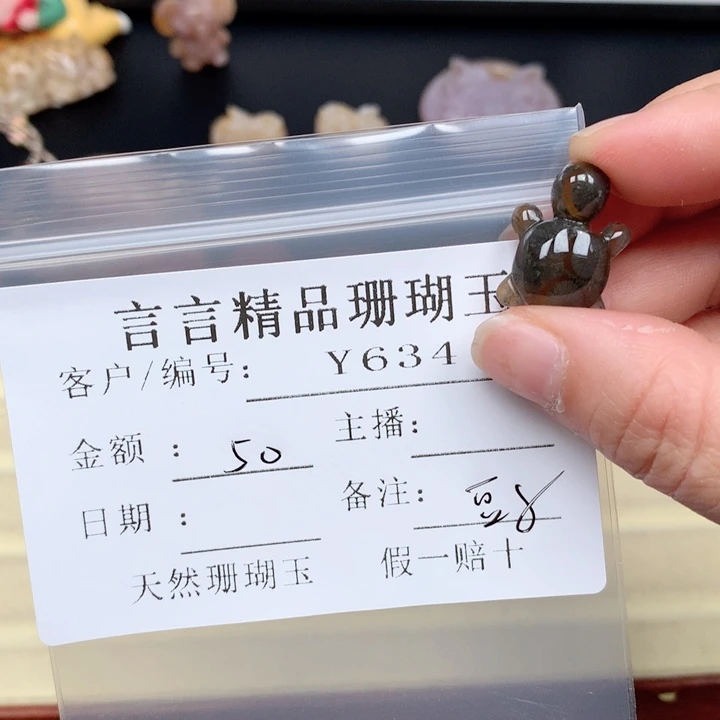 言言精品珊瑚玉
客户/编号: Y634
金额: 50 主播:
日期: 备注:
天然珊瑚玉 假一赔十